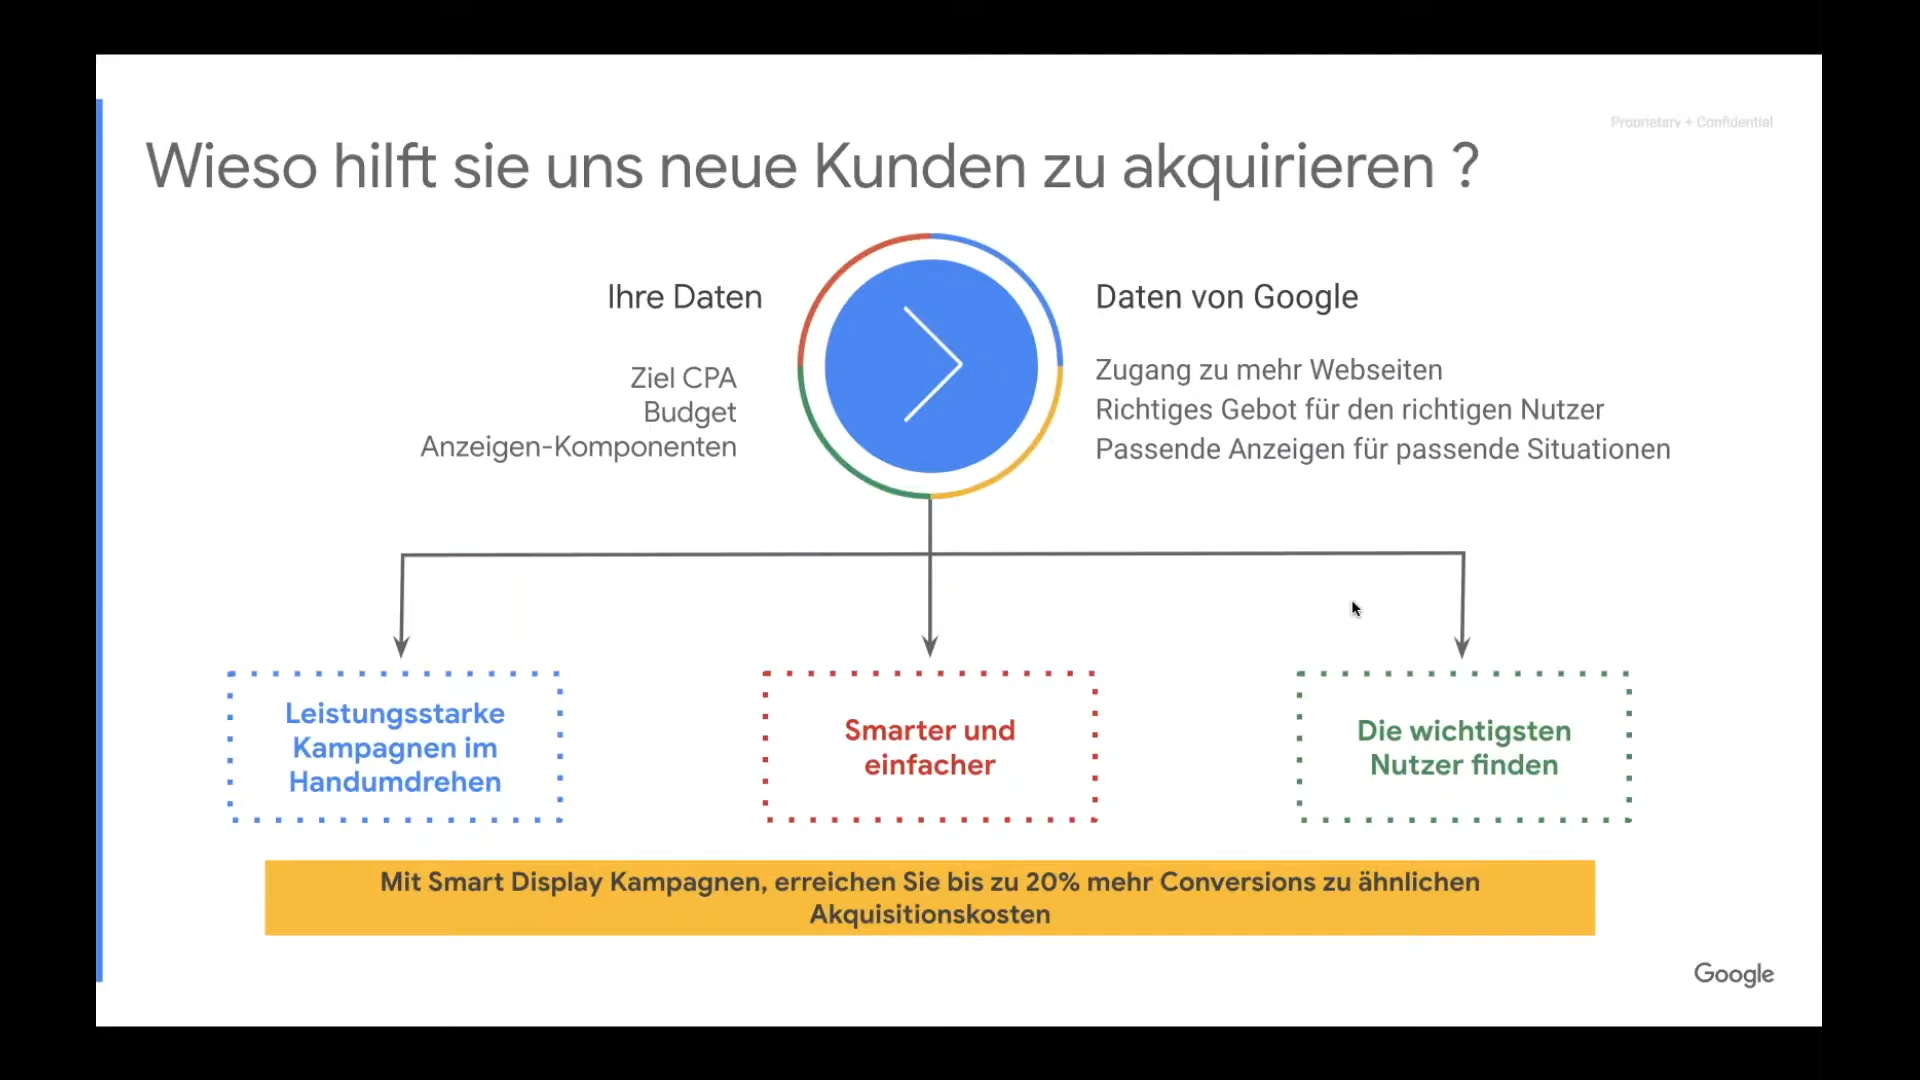 Proprietary + Confidential
Wieso hilft sie uns neue Kunden zu akquirieren ?
Ihre Daten
Ziel CPA
Budget
Anzeigen-Komponenten
Daten von Google
Zugang zu mehr Webseiten
Richtiges Gebot für den richtigen Nutzer
Passende Anzeigen für passende Situationen
Leistungsstarke
Kampagnen im
Handumdrehen
Smarter und
einfacher
Die wichtigsten
Nutzer finden
Mit Smart Display Kampagnen, erreichen Sie bis zu 20% mehr Conversions zu ähnlichen
Akquisitionskosten
Google